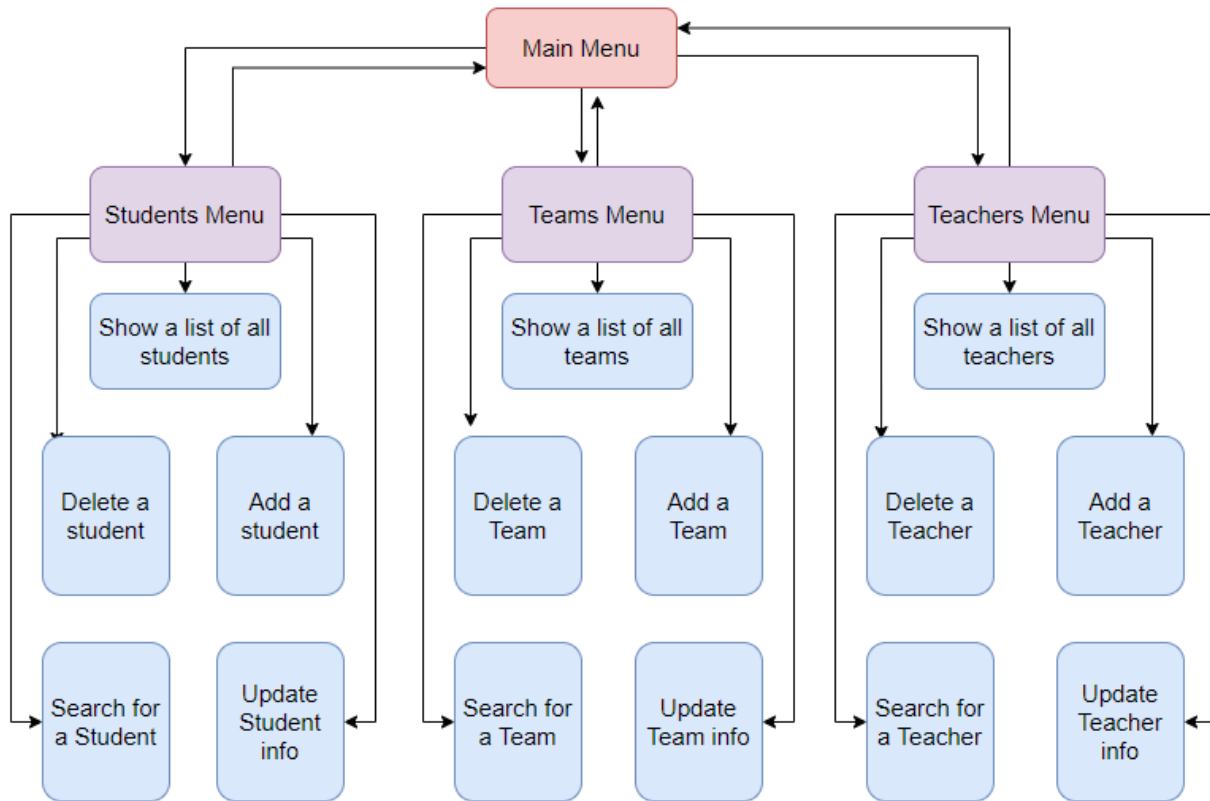 Main Menu
Students Menu
Teams Menu
Teachers Menu
Show a list of all
students
Show a list of all
teams
Show a list of all
teachers
Delete a
student
Add a
student
Delete a
Team
Add a
Team
Delete a
Teacher
Add a
Teacher
Search for
a Student
Update
Student
info
Search for
a Team
Update
Team info
Search for
a Teacher
Update
Teacher
info